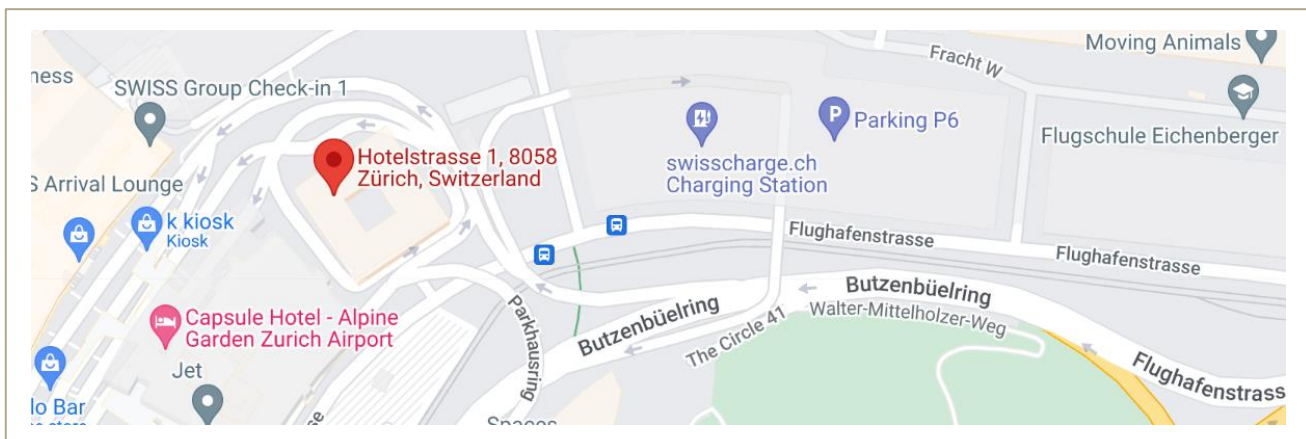 Moving Animals
Fracht W
ness
SWISS Group Check-in 1
Parking P6
Flugschule Eichenberger
Hotelstrasse 1, 8058
Zürich, Switzerland
swisscharge.ch
Charging Station
S Arrival Lounge
k kiosk
Kiosk
Flughafenstrasse
Flughafenstrasse
Butzenbüelring
Walter-Mittelholzer-Weg
Capsule Hotel - Alpine
Garden Zurich Airport
Parkhausring
Butzenbüelring
The Circle 41
Flughafenstrass
Jet
lo Bar
se
Spaces